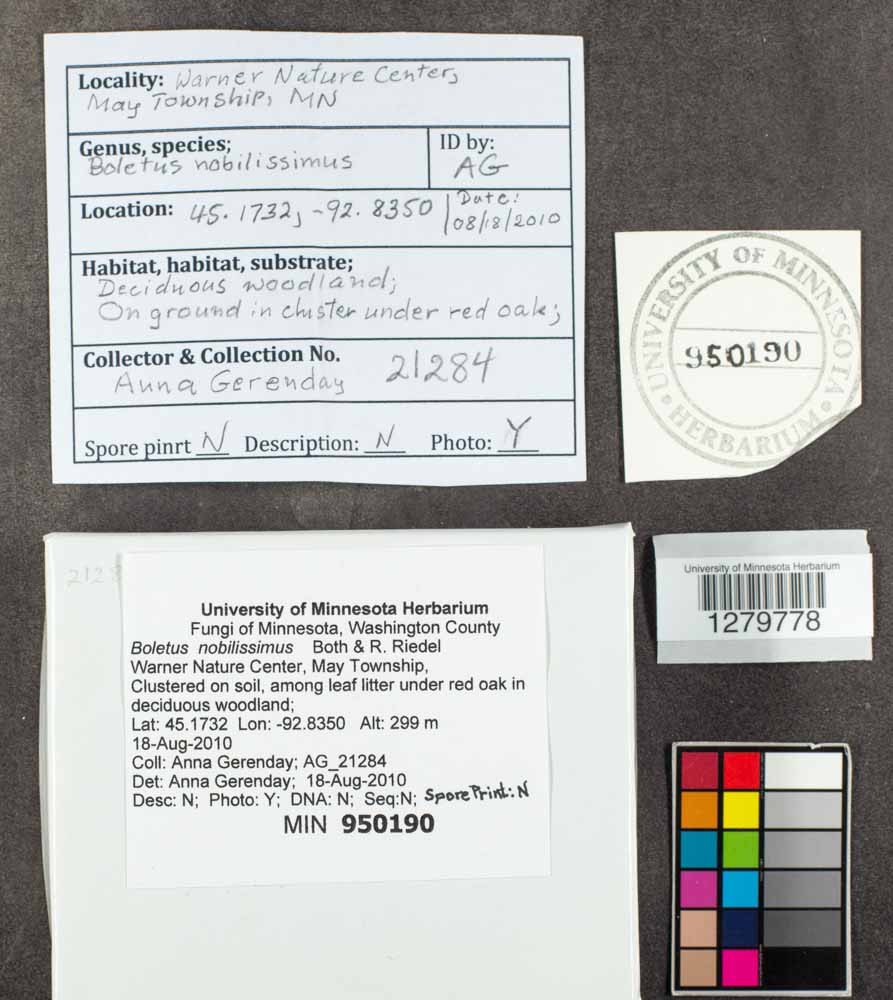 Locality: Warner Nature Center,
May Township, MN
Genus, species;
Boletus nobilissimus
ID by:
AG
Location: 45.1732, -92.8350
Date:
08/18/2010
Habitat, habitat, substrate;
Deciduous woodland;
On ground in cluster under red oak;
Collector & Collection No.
Anna Gerenday 21284
Spore pinrt N Description: N Photo: Y
UNIVERSITY OF MINNESOTA
950190
HERBARIUM
University of Minnesota Herbarium
1279778
2128
University of Minnesota Herbarium
Fungi of Minnesota, Washington County
Boletus nobilissimus Both & R. Riedel
Warner Nature Center, May Township,
Clustered on soil, among leaf litter under red oak in
deciduous woodland;
Lat: 45.1732 Lon: -92.8350 Alt: 299 m
18-Aug-2010
Coll: Anna Gerenday; AG_21284
Det: Anna Gerenday; 18-Aug-2010
Desc: N; Photo: Y; DNA: N; Seq:N; Spore Print: N
MIN 950190